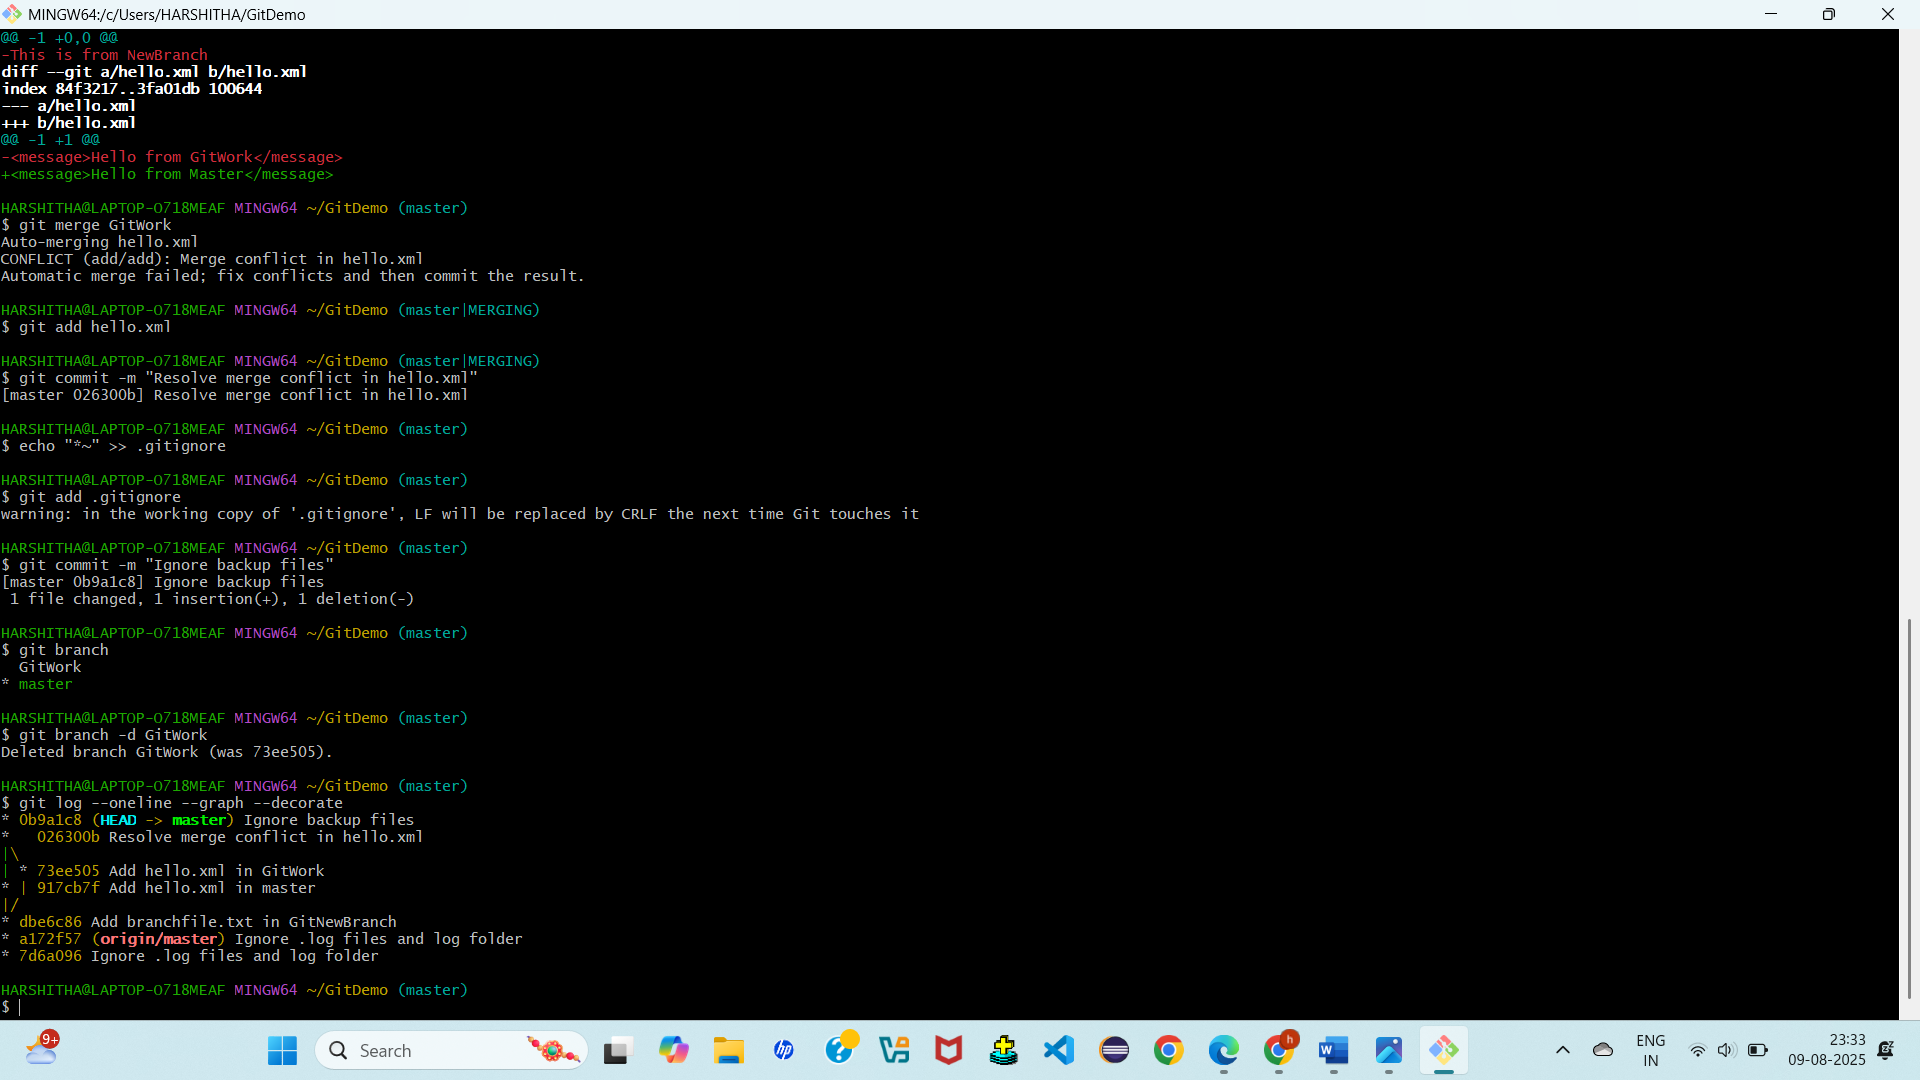 MINGW64:/c/Users/HARSHITHA/GitDemo
@@ -1 +0,0 @@
-This is from NewBranch
diff --git a/hello.xml b/hello.xml
index 84f3217..3fa01db 100644
--- a/hello.xml
+++ b/hello.xml
@@ -1 +1 @@
-<message>Hello from GitWork</message>
+<message>Hello from Master</message>
HARSHITHA@LAPTOP-O718MEAF MINGW64 ~/GitDemo (master)
$ git merge GitWork
Auto-merging hello.xml
CONFLICT (add/add): Merge conflict in hello.xml
Automatic merge failed; fix conflicts and then commit the result.
HARSHITHA@LAPTOP-O718MEAF MINGW64 ~/GitDemo (master|MERGING)
$ git add hello.xml
HARSHITHA@LAPTOP-O718MEAF MINGW64 ~/GitDemo (master|MERGING)
$ git commit -m "Resolve merge conflict in hello.xml"
[master 026300b] Resolve merge conflict in hello.xml
HARSHITHA@LAPTOP-O718MEAF MINGW64 ~/GitDemo (master)
$ echo "*~" >> .gitignore
HARSHITHA@LAPTOP-O718MEAF MINGW64 ~/GitDemo (master)
$ git add .gitignore
warning: in the working copy of '.gitignore', LF will be replaced by CRLF the next time Git touches it
HARSHITHA@LAPTOP-O718MEAF MINGW64 ~/GitDemo (master)
$ git commit -m "Ignore backup files"
[master 0b9a1c8] Ignore backup files
 1 file changed, 1 insertion(+), 1 deletion(-)
HARSHITHA@LAPTOP-O718MEAF MINGW64 ~/GitDemo (master)
$ git branch
  GitWork
* master
HARSHITHA@LAPTOP-O718MEAF MINGW64 ~/GitDemo (master)
$ git branch -d GitWork
Deleted branch GitWork (was 73ee505).
HARSHITHA@LAPTOP-O718MEAF MINGW64 ~/GitDemo (master)
$ git log --oneline --graph --decorate
* 0b9a1c8 (HEAD -> master) Ignore backup files
*   026300b Resolve merge conflict in hello.xml
|\
| * 73ee505 Add hello.xml in GitWork
* | 917cb7f Add hello.xml in master
|/
* dbe6c86 Add branchfile.txt in GitNewBranch
* a172f57 (origin/master) Ignore .log files and log folder
* 7d6a096 Ignore .log files and log folder
HARSHITHA@LAPTOP-O718MEAF MINGW64 ~/GitDemo (master)
$
9+
Search
hp
h
W
ENG
IN
23:33
09-08-2025